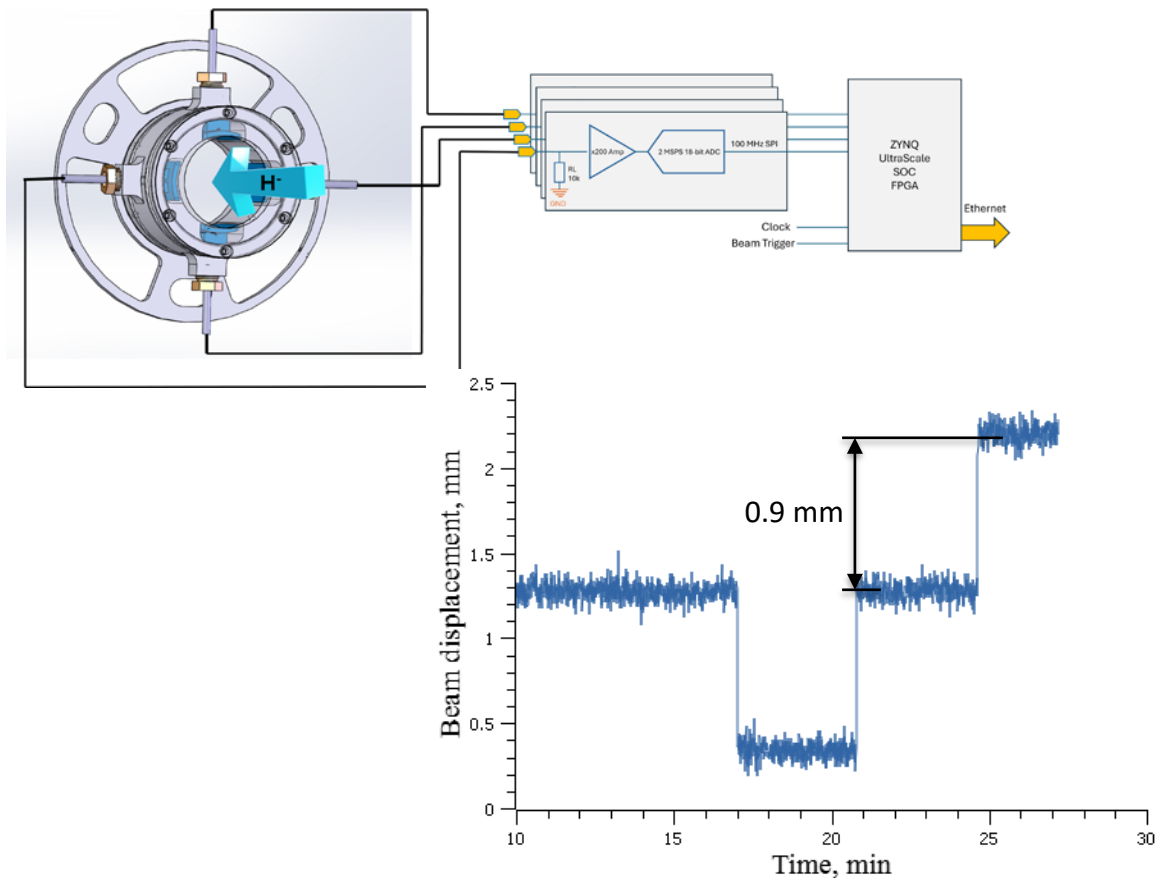 H-
x200 Amp
2 MSPS 18-bit ADC
100 MHz SPI
RL
10k
GND
ZYNQ
UltraScale
SOC
FPGA
Ethernet
Clock
Beam Trigger
Beam displacement, mm
2.5
2
1.5
1
0.5
0
0.9 mm
10
15
20
25
30
Time, min